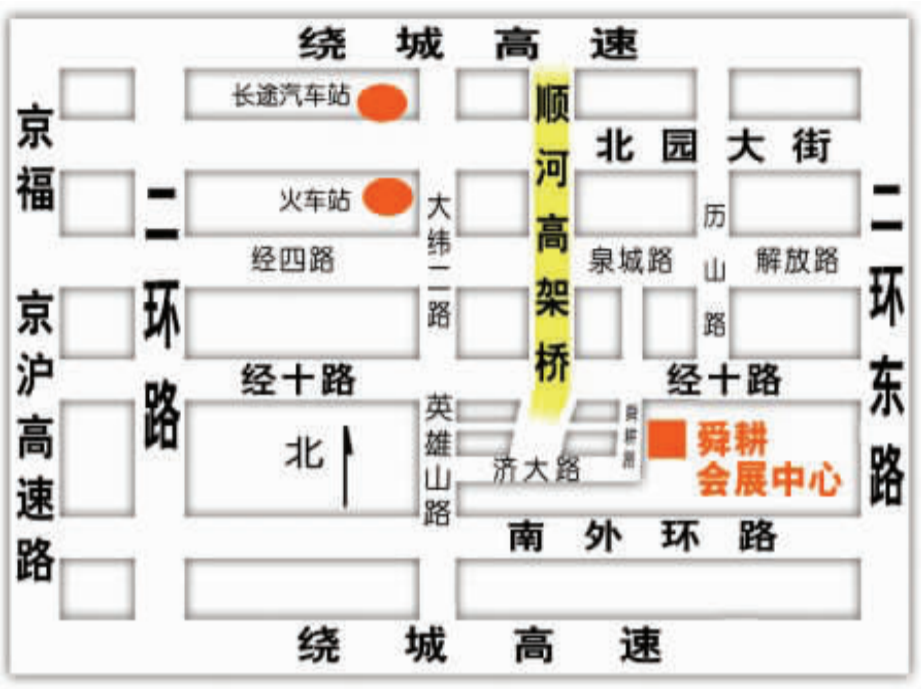 绕城高速
长途汽车站
京福
京沪高速路
顺河高架桥
北园大街
二环路
火车站
大纬二路
历山路
二环东路
经四路
泉城路
解放路
经十路
经十路
英雄山路
舜耕路
舜耕
会展中心
北
济大路
南外环路
绕城高速